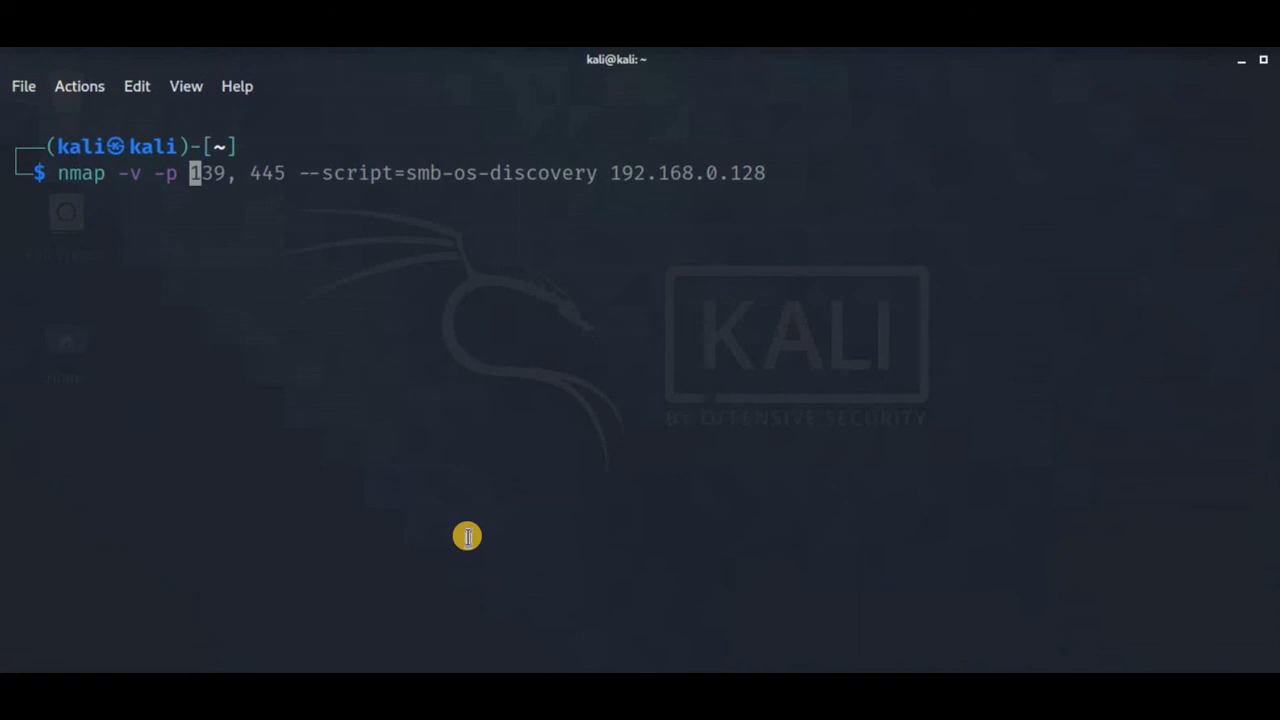 kali@kali: ~
File Actions Edit View Help
(kali㉿kali)-[~]
$ nmap -v -p 139, 445 --script=smb-os-discovery 192.168.0.128
KALI
BY OFFENSIVE SECURITY